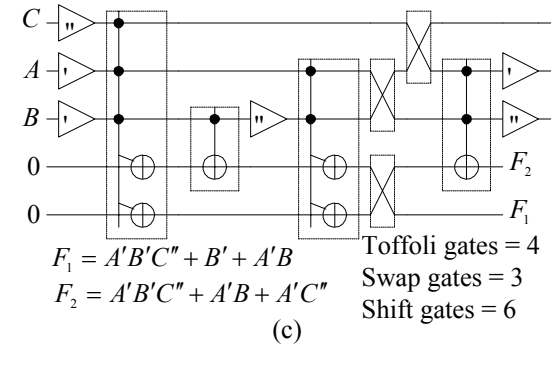 C "
A '
B ' " "
0 F₂
0 F₁
F₁ = A′B′C″ + B′ + A′B
F₂ = A′B′C″ + A′B + A′C″
Toffoli gates = 4
Swap gates = 3
Shift gates = 6
(c)